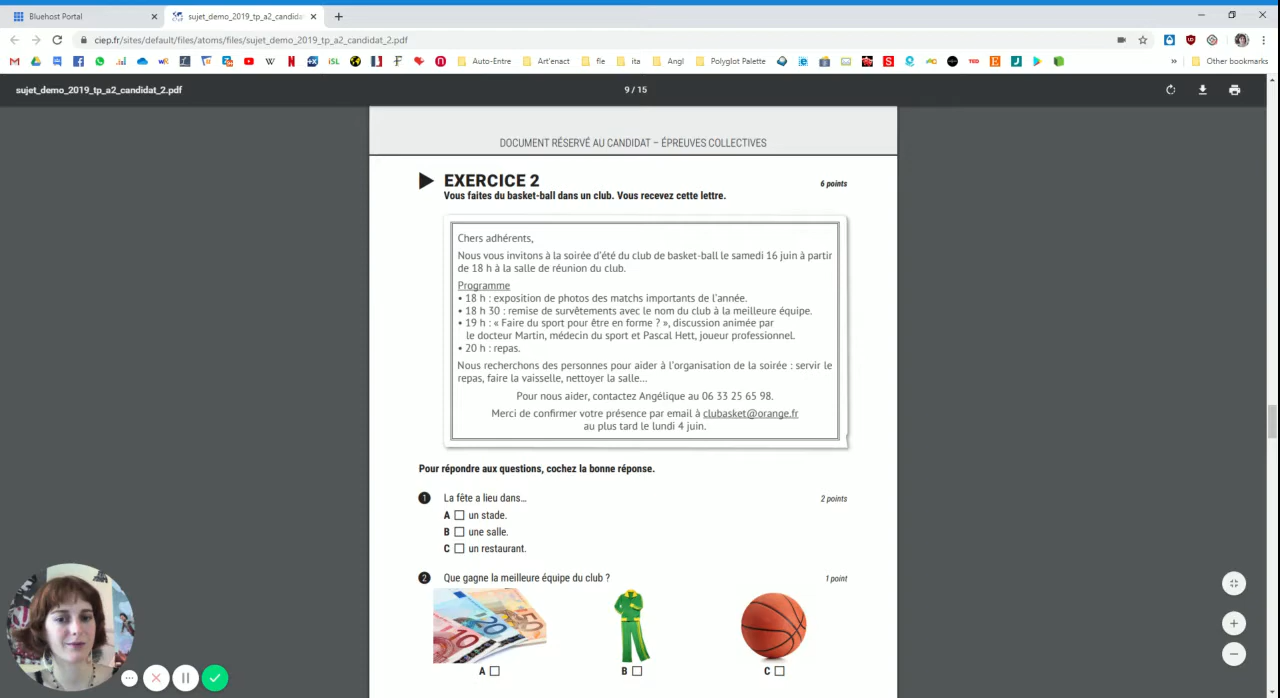 Bluehost Portal
sujet_demo_2019_tp_a2_candida
ciep.fr/sites/default/files/atoms/files/sujet_demo_2019_tp_a2_candidat_2.pdf
iSL
Auto-Entre
Art'enact
fle
ita
Angl
Polyglot Palette
TED
Other bookmarks
sujet_demo_2019_tp_a2_candidat_2.pdf
9 / 15
DOCUMENT RÉSERVÉ AU CANDIDAT – ÉPREUVES COLLECTIVES
EXERCICE 2
6 points
Vous faites du basket-ball dans un club. Vous recevez cette lettre.
Chers adhérents,
Nous vous invitons à la soirée d'été du club de basket-ball le samedi 16 juin à partir
de 18 h à la salle de réunion du club.
Programme
• 18 h : exposition de photos des matchs importants de l'année.
• 18 h 30 : remise de survêtements avec le nom du club à la meilleure équipe.
• 19 h : « Faire du sport pour être en forme ? », discussion animée par
le docteur Martin, médecin du sport et Pascal Hett, joueur professionnel.
• 20 h : repas.
Nous recherchons des personnes pour aider à l'organisation de la soirée : servir le
repas, faire la vaisselle, nettoyer la salle...
Pour nous aider, contactez Angélique au 06 33 25 65 98.
Merci de confirmer votre présence par email à clubasket@orange.fr
au plus tard le lundi 4 juin.
Pour répondre aux questions, cochez la bonne réponse.
1 La fête a lieu dans...
2 points
A un stade.
B une salle.
C un restaurant.
2 Que gagne la meilleure équipe du club ?
1 point
10 20 50
A
B
C